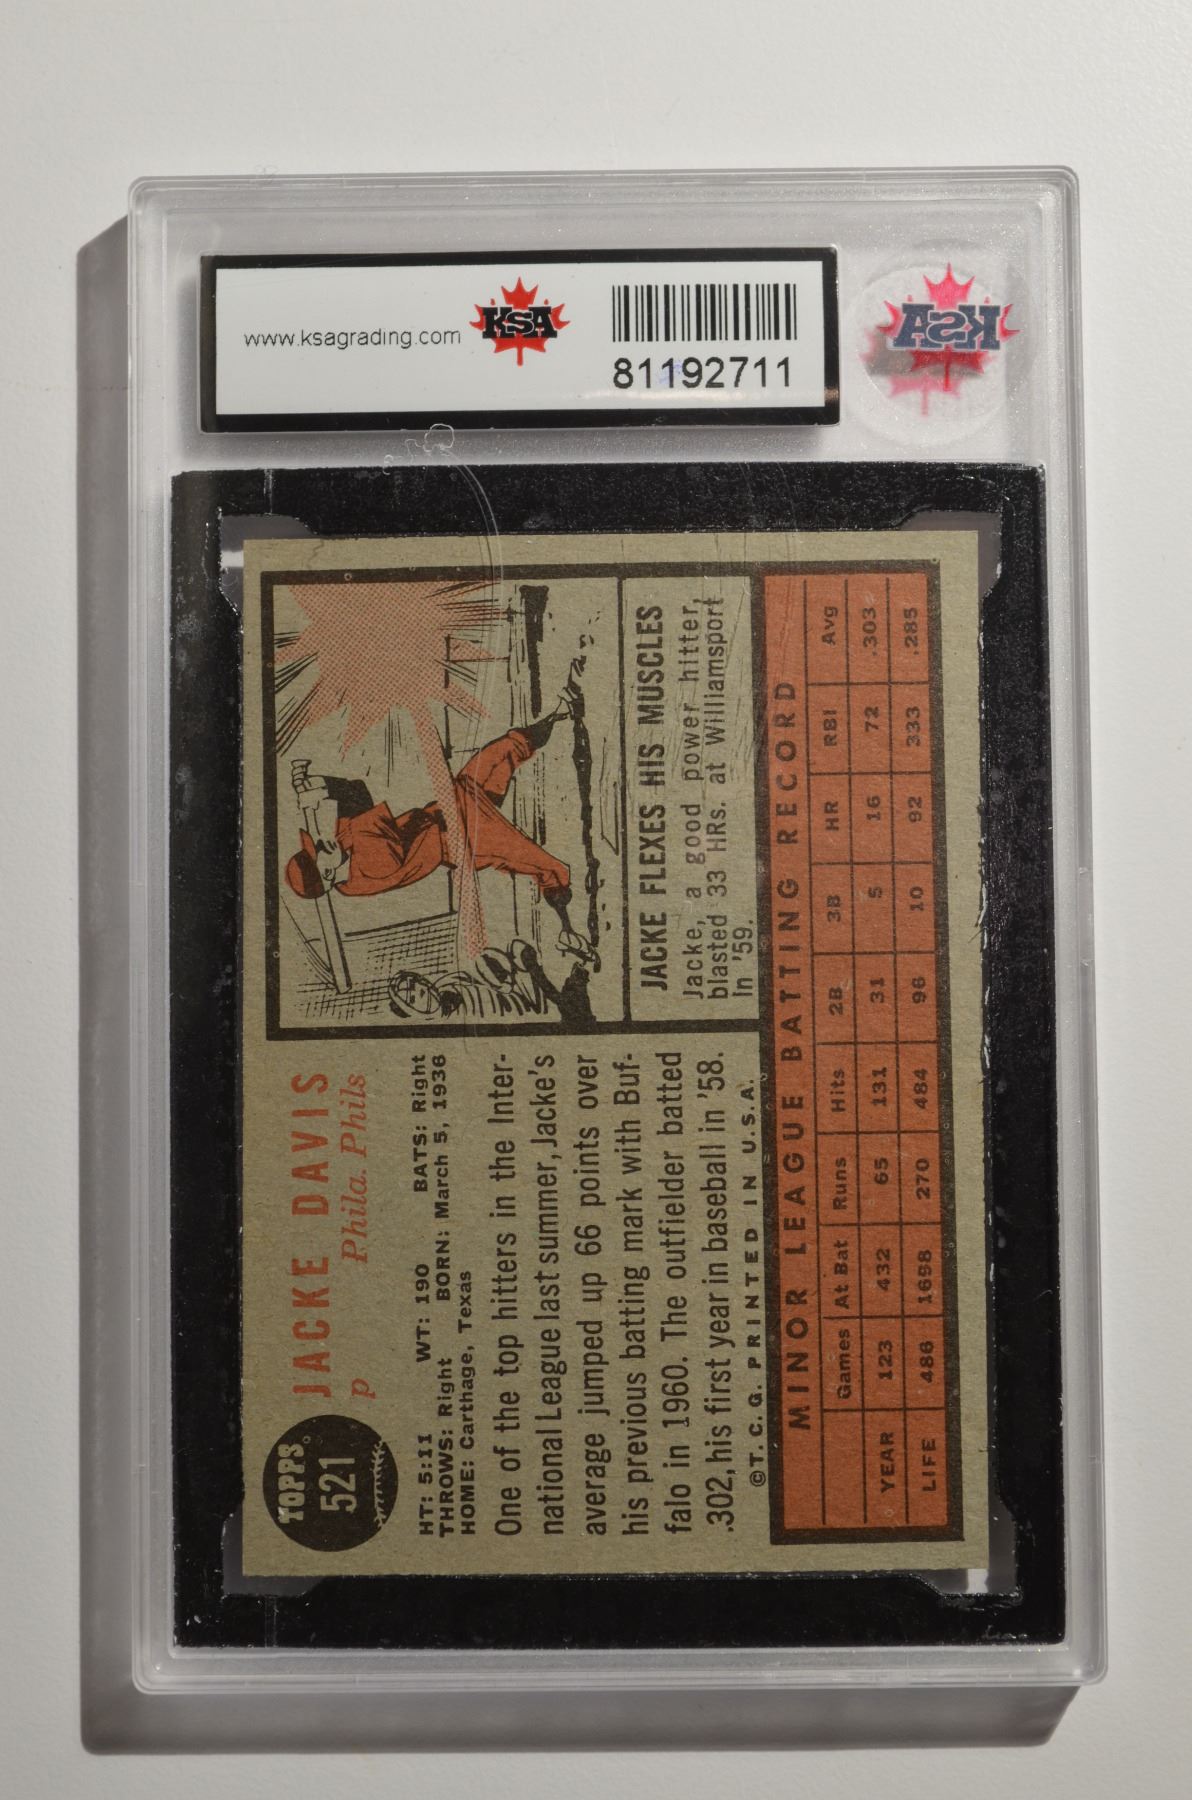 www.ksagrading.com
KSA
81192711
KSA
TOPPS
521
JACKE DAVIS
P Phila. Phils
HT: 5:11 WT: 190 BATS: Right
THROWS: Right BORN: March 5, 1936
HOME: Carthage, Texas
One of the top hitters in the Inter-
national League last summer, Jacke's
average jumped up 66 points over
his previous batting mark with Buf-
falo in 1960. The outfielder batted
.302, his first year in baseball in '58.
©T. C. G. PRINTED IN U.S.A.
JACKE FLEXES HIS MUSCLES
Jacke, a good power hitter,
blasted 33 HRs. at Williamsport
In '59.
MINOR LEAGUE BATTING RECORD
Games At Bat Runs Hits 2B 3B HR RBI Avg
YEAR 123 432 65 131 31 5 16 72 .303
LIFE 486 1698 270 484 96 10 92 333 .285